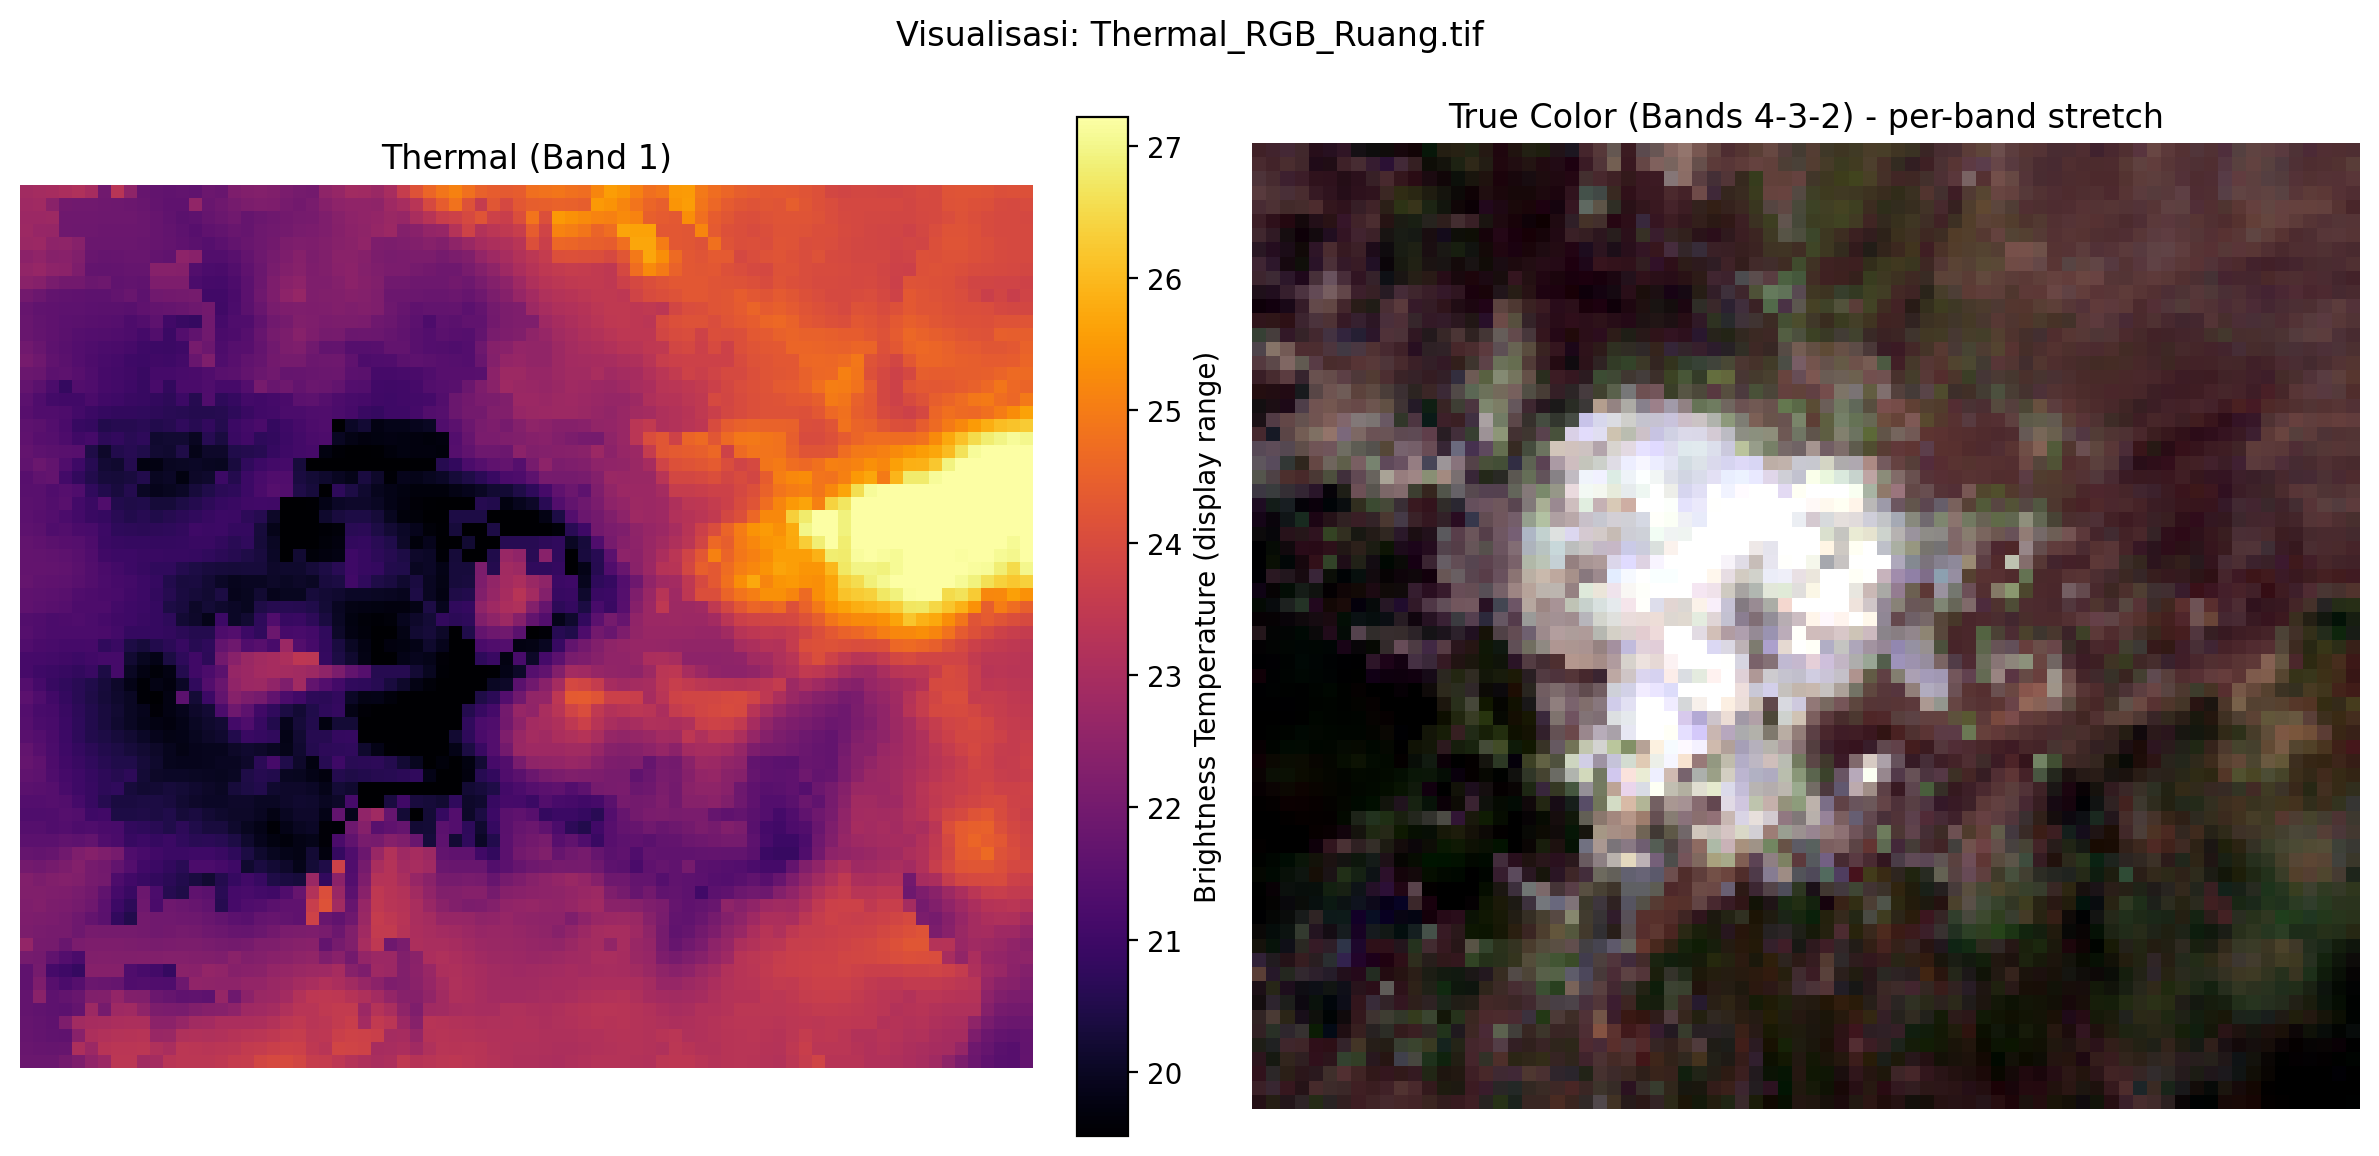 Visualisasi: Thermal_RGB_Ruang.tif
Thermal (Band 1)
27
26
25
24
23
22
21
20
Brightness Temperature (display range)
True Color (Bands 4-3-2) - per-band stretch